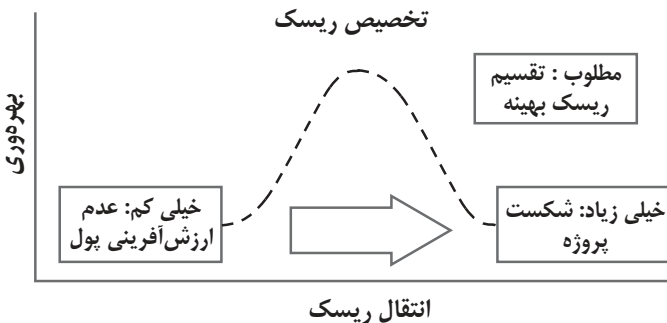 تخصیص ریسک
مطلوب : تقسیم
ریسک بهینه
بهره‌وری
خیلی کم: عدم
ارزش‌آفرینی پول
خیلی زیاد: شکست
پروژه
انتقال ریسک